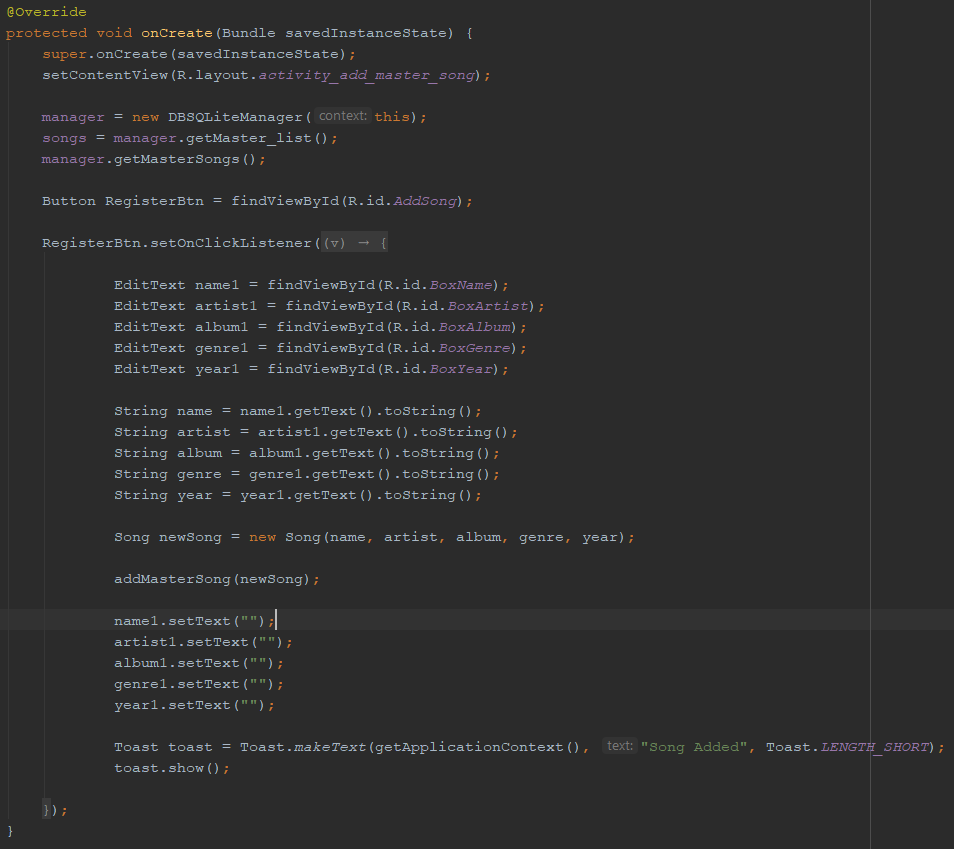 @Override
protected void onCreate(Bundle savedInstanceState) {
super.onCreate(savedInstanceState);
setContentView(R.layout.activity_add_master_song);
manager = new DBSQLiteManager( context: this);
songs = manager.getMaster_list();
manager.getMasterSongs();
Button RegisterBtn = findViewById(R.id.AddSong);
RegisterBtn.setOnClickListener((v) → {
EditText name1 = findViewById(R.id.BoxName);
EditText artist1 = findViewById(R.id.BoxArtist);
EditText album1 = findViewById(R.id.BoxAlbum);
EditText genre1 = findViewById(R.id.BoxGenre);
EditText year1 = findViewById(R.id.BoxYear);
String name = name1.getText().toString();
String artist = artist1.getText().toString();
String album = album1.getText().toString();
String genre = genre1.getText().toString();
String year = year1.getText().toString();
Song newSong = new Song(name, artist, album, genre, year);
addMasterSong(newSong);
name1.setText("");
artist1.setText("");
album1.setText("");
genre1.setText("");
year1.setText("");
Toast toast = Toast.makeText(getApplicationContext(), text: "Song Added", Toast.LENGTH_SHORT);
toast.show();
});
}